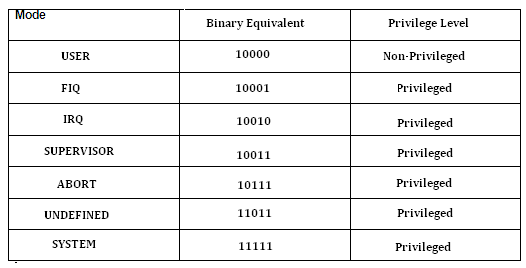 Mode Binary Equivalent Privilege Level
USER 10000 Non-Privileged
FIQ 10001 Privileged
IRQ 10010 Privileged
SUPERVISOR 10011 Privileged
ABORT 10111 Privileged
UNDEFINED 11011 Privileged
SYSTEM 11111 Privileged